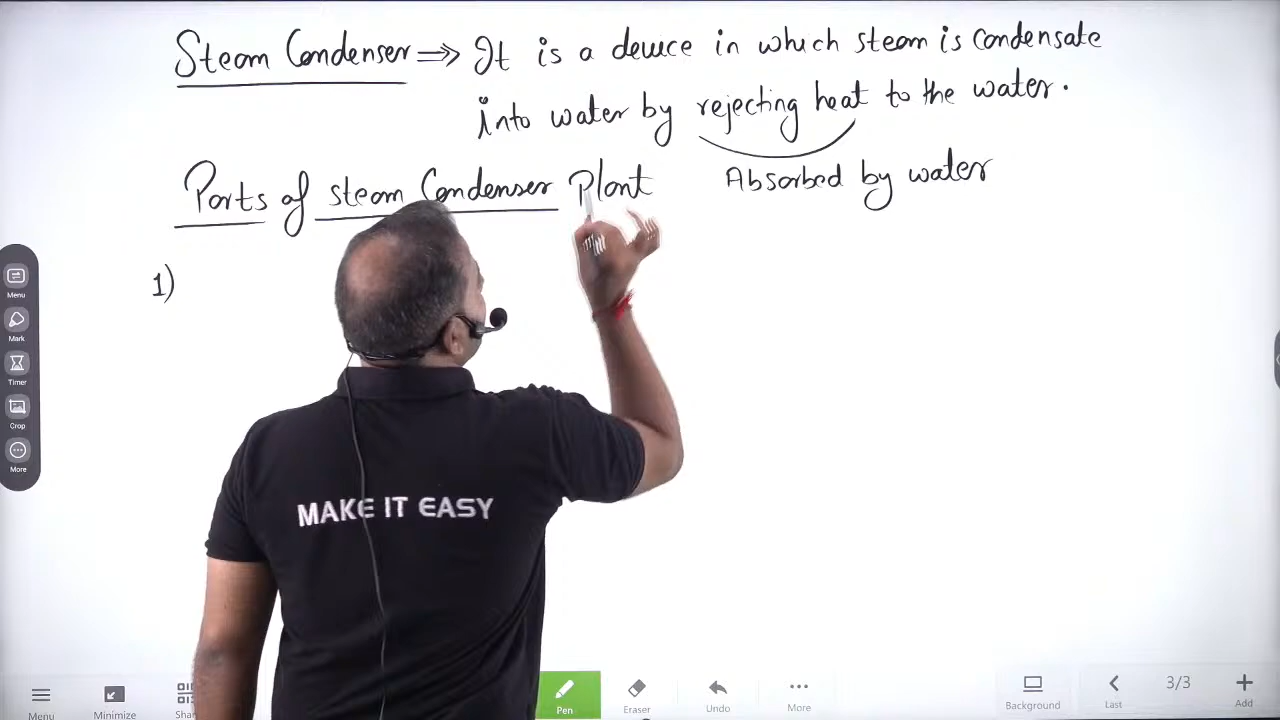 Steam Condenser ⇒ It is a device in which steam is Condensate
into water by rejecting heat to the water.
Absorbed by water
Parts of steam Condenser Plant
1)
MAKE IT EASY
Menu
Mark
Timer
Crop
More
Menu
Minimize
Pen
Eraser
Undo
More
Background
Last
3/3
Add